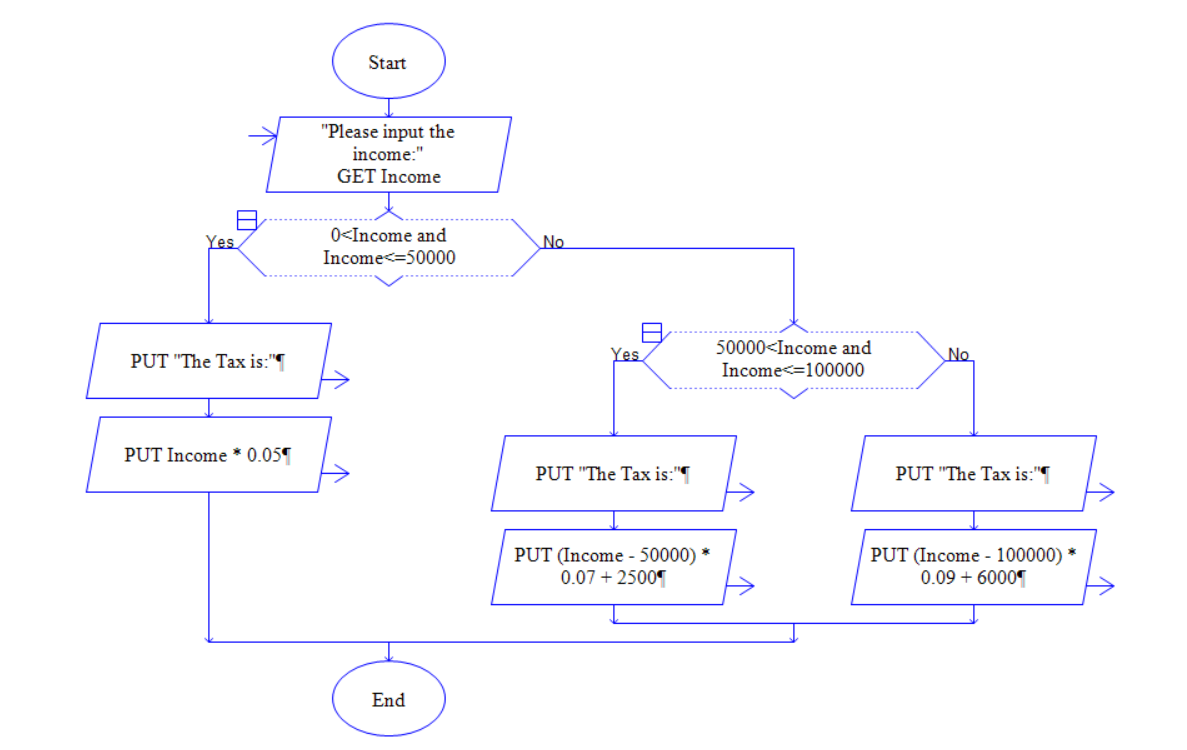 Start
"Please input the
income:"
GET Income
Yes
0<Income and
Income<=50000
No
PUT "The Tax is:"¶
PUT Income * 0.05¶
Yes
50000<Income and
Income<=100000
No
PUT "The Tax is:"¶
PUT (Income - 50000) *
0.07 + 2500¶
PUT "The Tax is:"¶
PUT (Income - 100000) *
0.09 + 6000¶
End